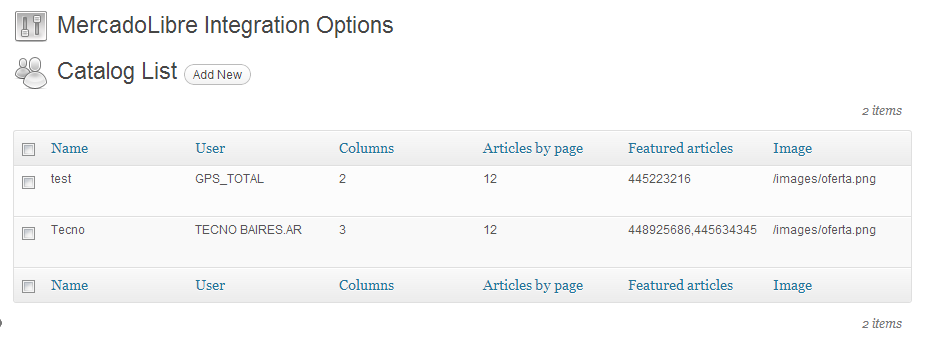 MercadoLibre Integration Options
Catalog List Add New
2 items
Name User Columns Articles by page Featured articles Image
test GPS_TOTAL 2 12 445223216 /images/oferta.png
Tecno TECNO BAIRES.AR 3 12 448925686,445634345 /images/oferta.png
Name User Columns Articles by page Featured articles Image
2 items